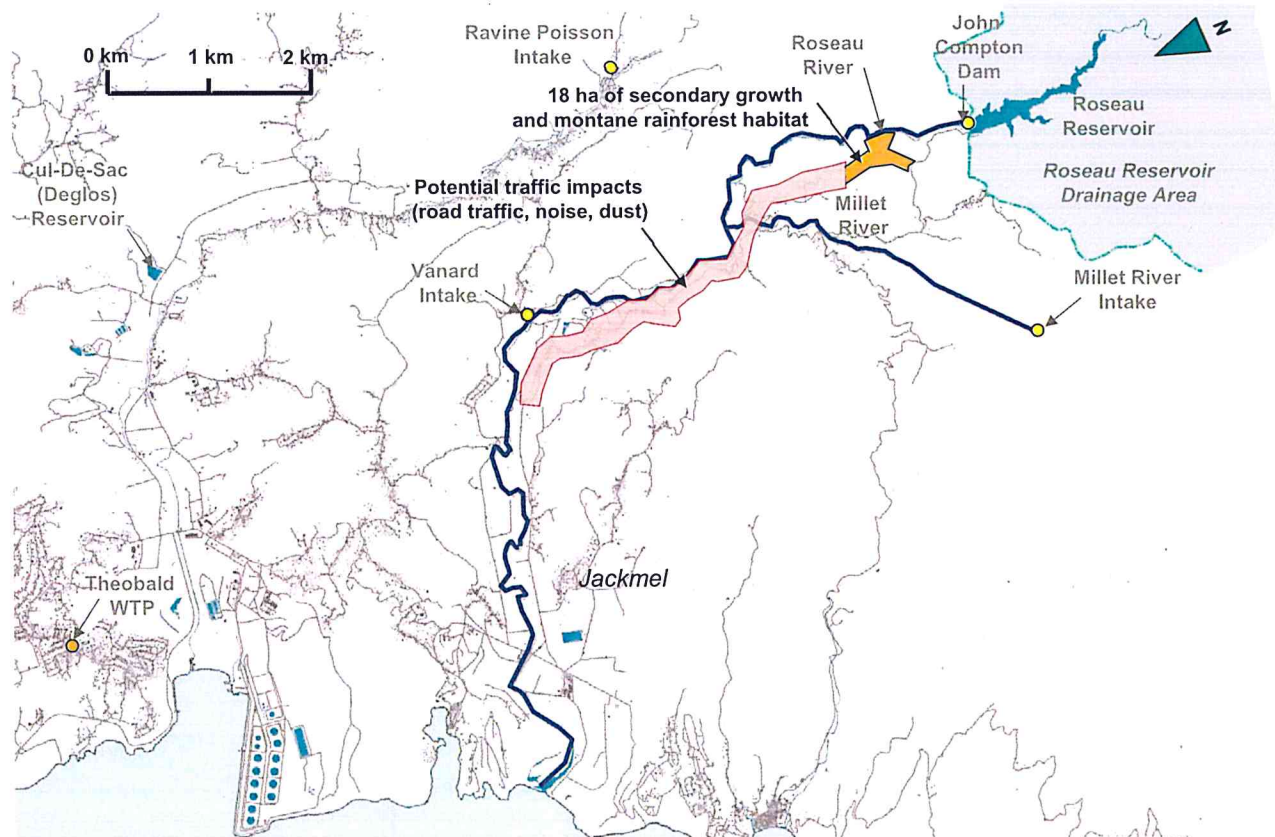 0 km 1 km 2 km
Ravine Poisson
Intake
Roseau
River
John
Compton
Dam
N
18 ha of secondary growth
and montane rainforest habitat
Roseau
Reservoir
Roseau Reservoir
Drainage Area
Cul-De-Sac
(Deglos)
Reservoir
Potential traffic impacts
(road traffic, noise, dust)
Millet
River
Vanard
Intake
Millet River
Intake
Jackmel
Theobald
WTP